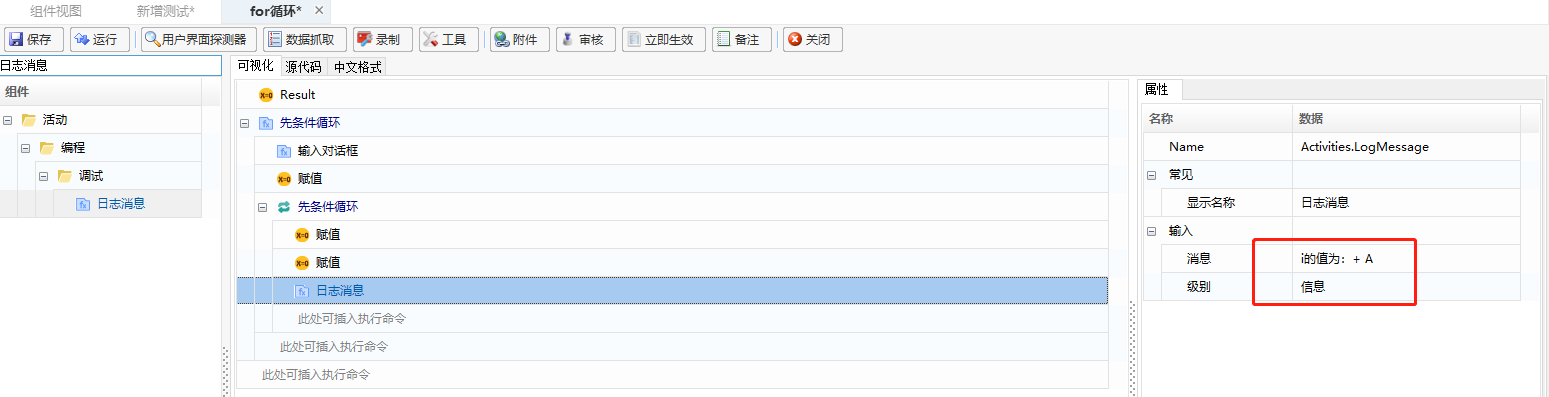 组件视图 新增测试* for循环*
保存 运行 用户界面探测器 数据抓取 录制 工具 附件 审核 立即生效 备注 关闭
日志消息
组件
活动
编程
调试
日志消息
可视化 源代码 中文格式
X=0 Result
先条件循环
输入对话框
X=0 赋值
先条件循环
X=0 赋值
X=0 赋值
日志消息
此处可插入执行命令
此处可插入执行命令
此处可插入执行命令
属性
名称 数据
Name Activities.LogMessage
常见
显示名称 日志消息
输入
消息 i的值为：+ A
级别 信息